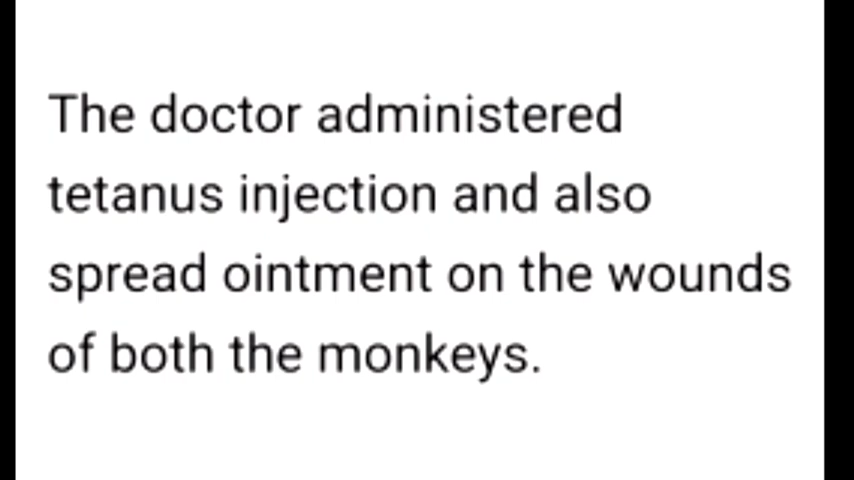 The doctor administered
tetanus injection and also
spread ointment on the wounds
of both the monkeys.